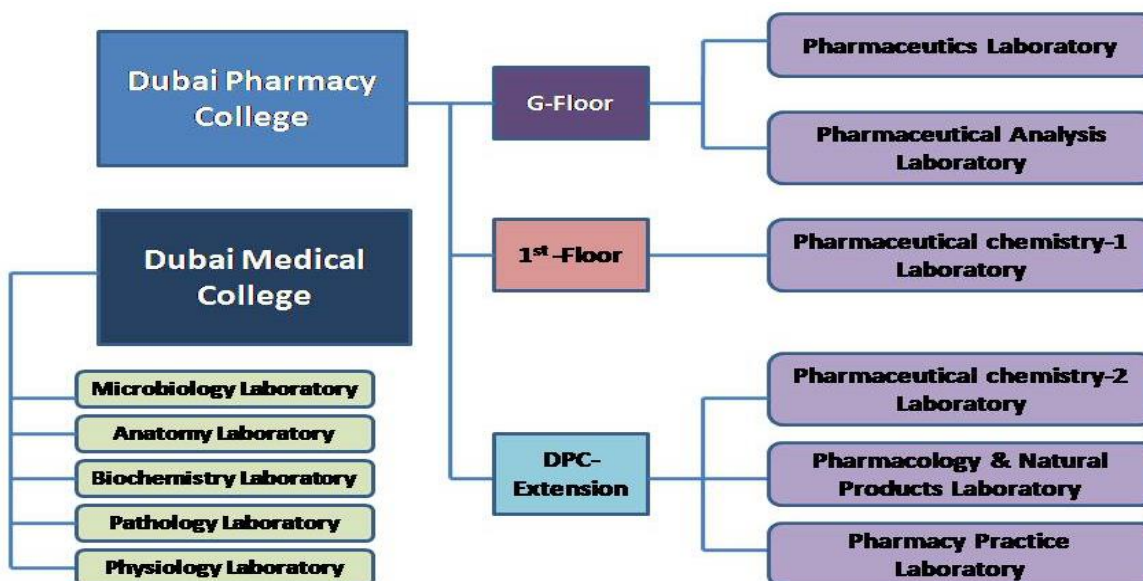 Dubai Pharmacy
College
G-Floor
Pharmaceutics Laboratory
Pharmaceutical Analysis
Laboratory
1st-Floor
Pharmaceutical chemistry-1
Laboratory
DPC-
Extension
Pharmaceutical chemistry-2
Laboratory
Pharmacology & Natural
Products Laboratory
Pharmacy Practice
Laboratory
Dubai Medical
College
Microbiology Laboratory
Anatomy Laboratory
Biochemistry Laboratory
Pathology Laboratory
Physiology Laboratory